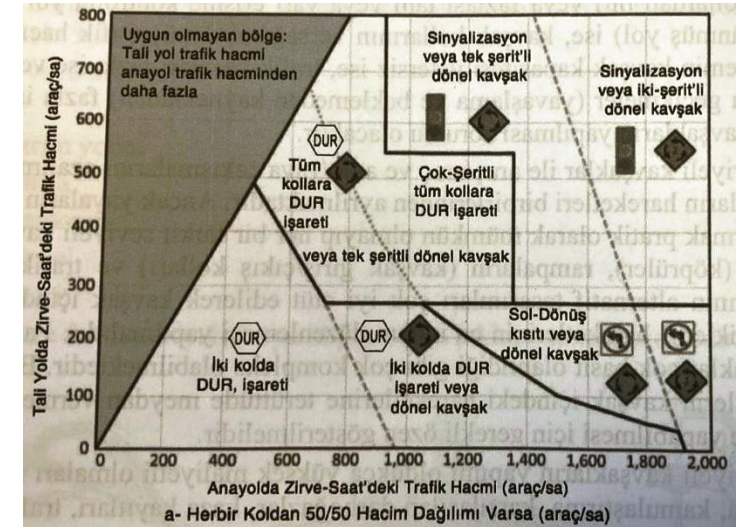 800
700
600
500
400
300
200
100
0
Tali Yolda Zirve-Saat'deki Trafik Hacmi (araç/sa)
Uygun olmayan bölge:
Tali yol trafik hacmi
anayol trafik hacminden
daha fazla
Sinyalizasyon
veya tek şerit'li
dönel kavşak
Sinyalizasyon
veya iki-şerit'li
dönel kavşak
DUR
Tüm
kollara
DUR
işareti
Çok-Şeritli
tüm kollara
DUR işareti
veya tek şeritli dönel kavşak
DUR
İki kolda
DUR, işareti
DUR
İki kolda DUR
işareti veya
dönel kavşak
Sol-Dönüş
kısıtı veya
dönel kavşak
0
200
400
600
800
1,000
1,200
1,400
1,600
1,800
2,000
Anayolda Zirve-Saat'deki Trafik Hacmi (araç/sa)
a- Herbir Koldan 50/50 Hacim Dağılımı Varsa (araç/sa)